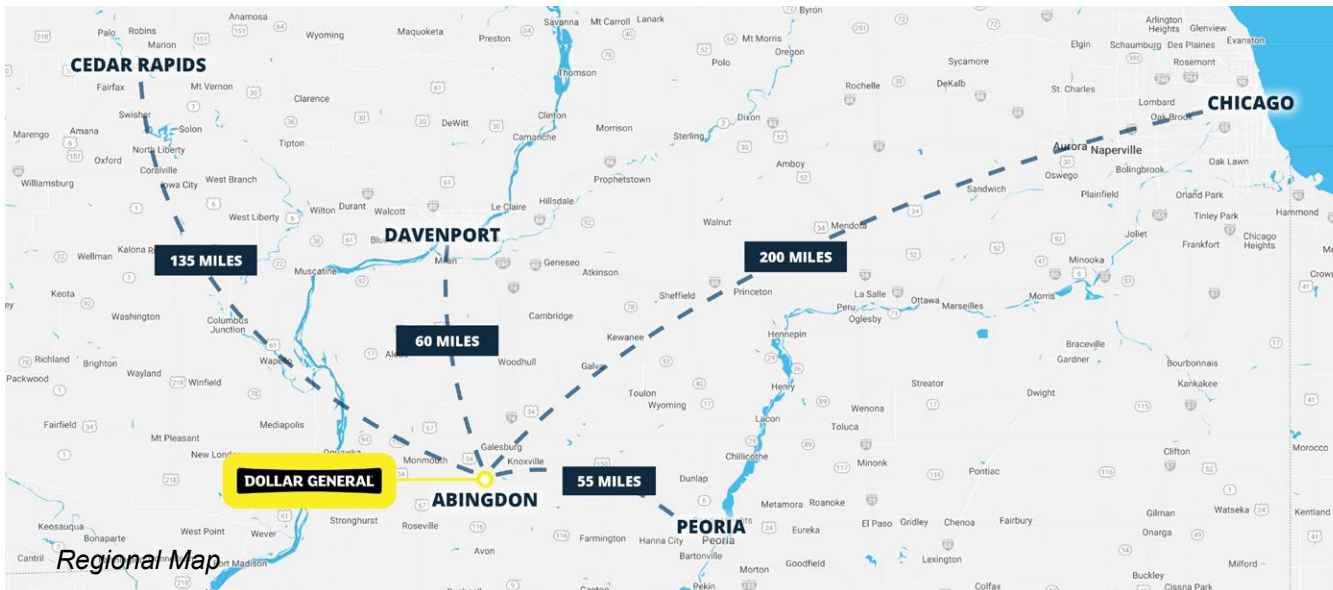 Anamosa
Savanna
Mt Carroll
Lanark
Byron
Palo
Robins
Marion
Wyoming
Maquoketa
Preston
Mt Morris
Oregon
Elgin
Arlington
Heights
Glenview
Evanston
Schaumburg
Des Plaines
Rosemont
CEDAR RAPIDS
Fairfax
Mt Vernon
Clarence
Thomson
Polo
Sycamore
Rochelle
DeKalb
St. Charles
Lombard
Oak Brook
CHICAGO
Swisher
Solon
DeWitt
Clinton
Camanche
Morrison
Sterling
Dixon
Marengo
Amana
Oxford
North Liberty
Coralville
Iowa City
Tipton
West Branch
Williamsburg
Amboy
Aurora
Naperville
Oswego
Bolingbrook
Oak Lawn
Prophetstown
Sandwich
Plainfield
Orland Park
Tinley Park
Hammond
West Liberty
Wilton
Durant
Walcott
Le Claire
Hillsdale
Walnut
Mendota
Joliet
Frankfort
Chicago
Heights
DAVENPORT
Milan
Geneseo
Atkinson
Wellman
Kalona
135 MILES
200 MILES
Minooka
Muscatine
Keota
Washington
Columbus
Junction
Sheffield
Princeton
La Salle
Peru
Oglesby
Ottawa
Marseilles
Morris
Cambridge
Kewanee
Hennepin
60 MILES
Woodhull
Galva
Wapello
Richland
Brighton
Packwood
Wayland
Winfield
Braceville
Gardner
Bourbonnais
Kankakee
Toulon
Wyoming
Henry
Streator
Dwight
Wenona
Toluca
Lacon
Fairfield
Mt Pleasant
Mediapolis
Galesburg
Knoxville
Monmouth
Chillicothe
Minonk
Pontiac
Clifton
Morocco
DOLLAR GENERAL
ABINGDON
55 MILES
Dunlap
Metamora
Roanoke
PEORIA
Peoria
Gilman
Watseka
Kentland
Onarga
Keosauqua
Bonaparte
West Point
Wever
Stronghurst
Roseville
Avon
Farmington
Hanna City
Bartonville
Eureka
El Paso
Gridley
Chenoa
Fairbury
Cantril
Regional Map
Morton
Goodfield
Lexington
Milford
Pekin
Colfax
Buckley
Cissna Park